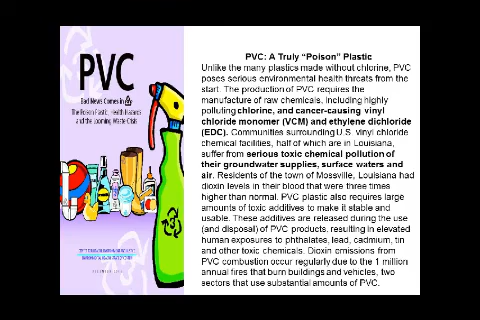 PVC
Bad News Comes in 3s
The Poison Plastic, Health Hazards
and the Looming Waste Crisis
PVC: A Truly “Poison” Plastic
Unlike the many plastics made without chlorine, PVC
poses serious environmental health threats from the
start. The production of PVC requires the
manufacture of raw chemicals, including highly
polluting chlorine, and cancer-causing vinyl
chloride monomer (VCM) and ethylene dichloride
(EDC). Communities surrounding U.S. vinyl chloride
chemical facilities, half of which are in Louisiana,
suffer from serious toxic chemical pollution of
their groundwater supplies, surface waters and
air. Residents of the town of Mossville, Louisiana had
dioxin levels in their blood that were three times
higher than normal. PVC plastic also requires large
amounts of toxic additives to make it stable and
usable. These additives are released during the use
(and disposal) of PVC products, resulting in elevated
human exposures to phthalates, lead, cadmium, tin
and other toxic chemicals. Dioxin emissions from
PVC combustion occur regularly due to the 1 million
annual fires that burn buildings and vehicles, two
sectors that use substantial amounts of PVC.